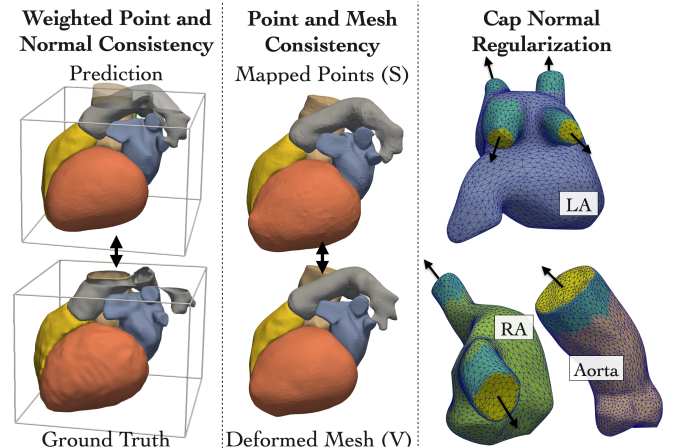 Weighted Point and
Normal Consistency
Prediction
Ground Truth
Point and Mesh
Consistency
Mapped Points (S)
Deformed Mesh (V)
Cap Normal
Regularization
LA
RA
Aorta